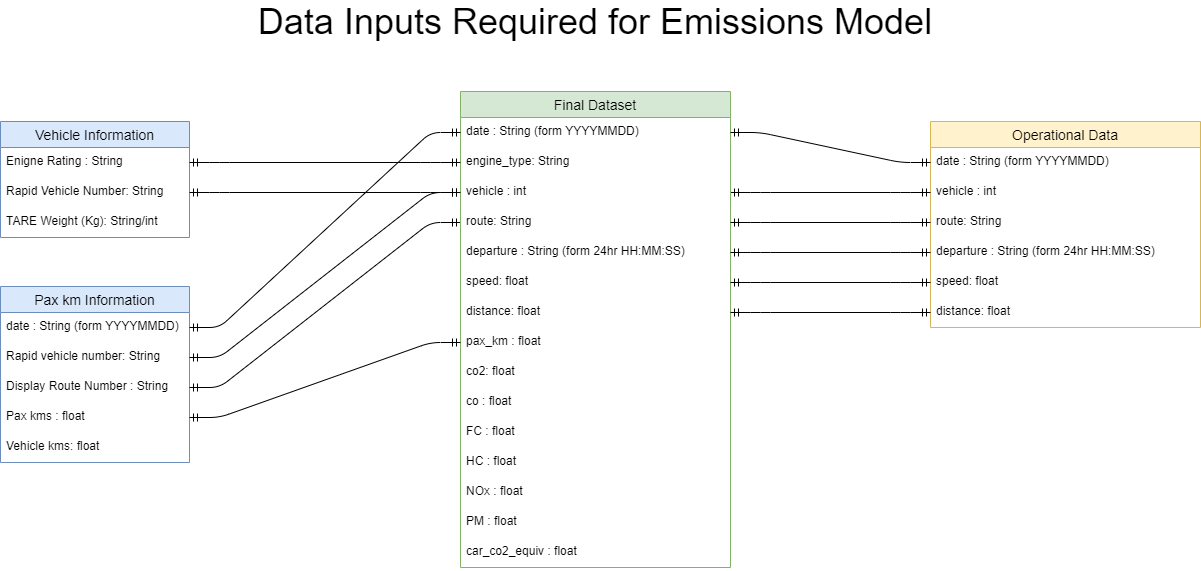 Data Inputs Required for Emissions Model
Vehicle Information
Enigne Rating : String
Rapid Vehicle Number: String
TARE Weight (Kg): String/int
Pax km Information
date : String (form YYYYMMDD)
Rapid vehicle number: String
Display Route Number : String
Pax kms : float
Vehicle kms: float
Final Dataset
date : String (form YYYYMMDD)
engine_type: String
vehicle : int
route: String
departure : String (form 24hr HH:MM:SS)
speed: float
distance: float
pax_km : float
co2: float
co : float
FC : float
HC : float
NOx : float
PM : float
car_co2_equiv : float
Operational Data
date : String (form YYYYMMDD)
vehicle : int
route: String
departure : String (form 24hr HH:MM:SS)
speed: float
distance: float